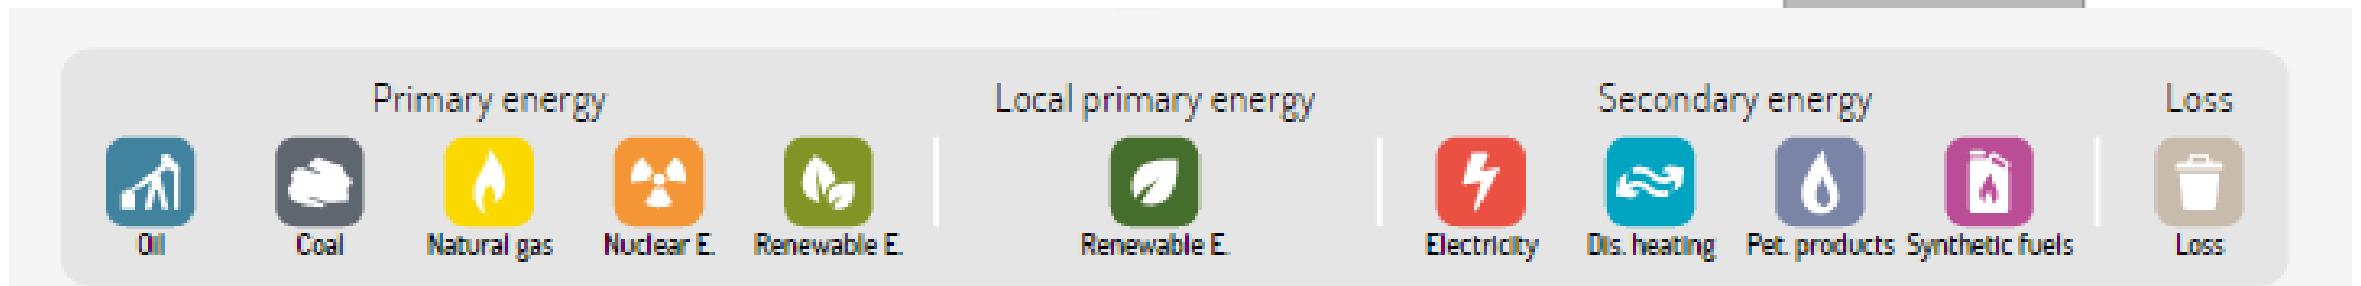 Primary energy Local primary energy Secondary energy Loss
Oil Coal Natural gas Nuclear E. Renewable E. Renewable E. Electricity Dis. heating Pet. products Synthetic fuels Loss